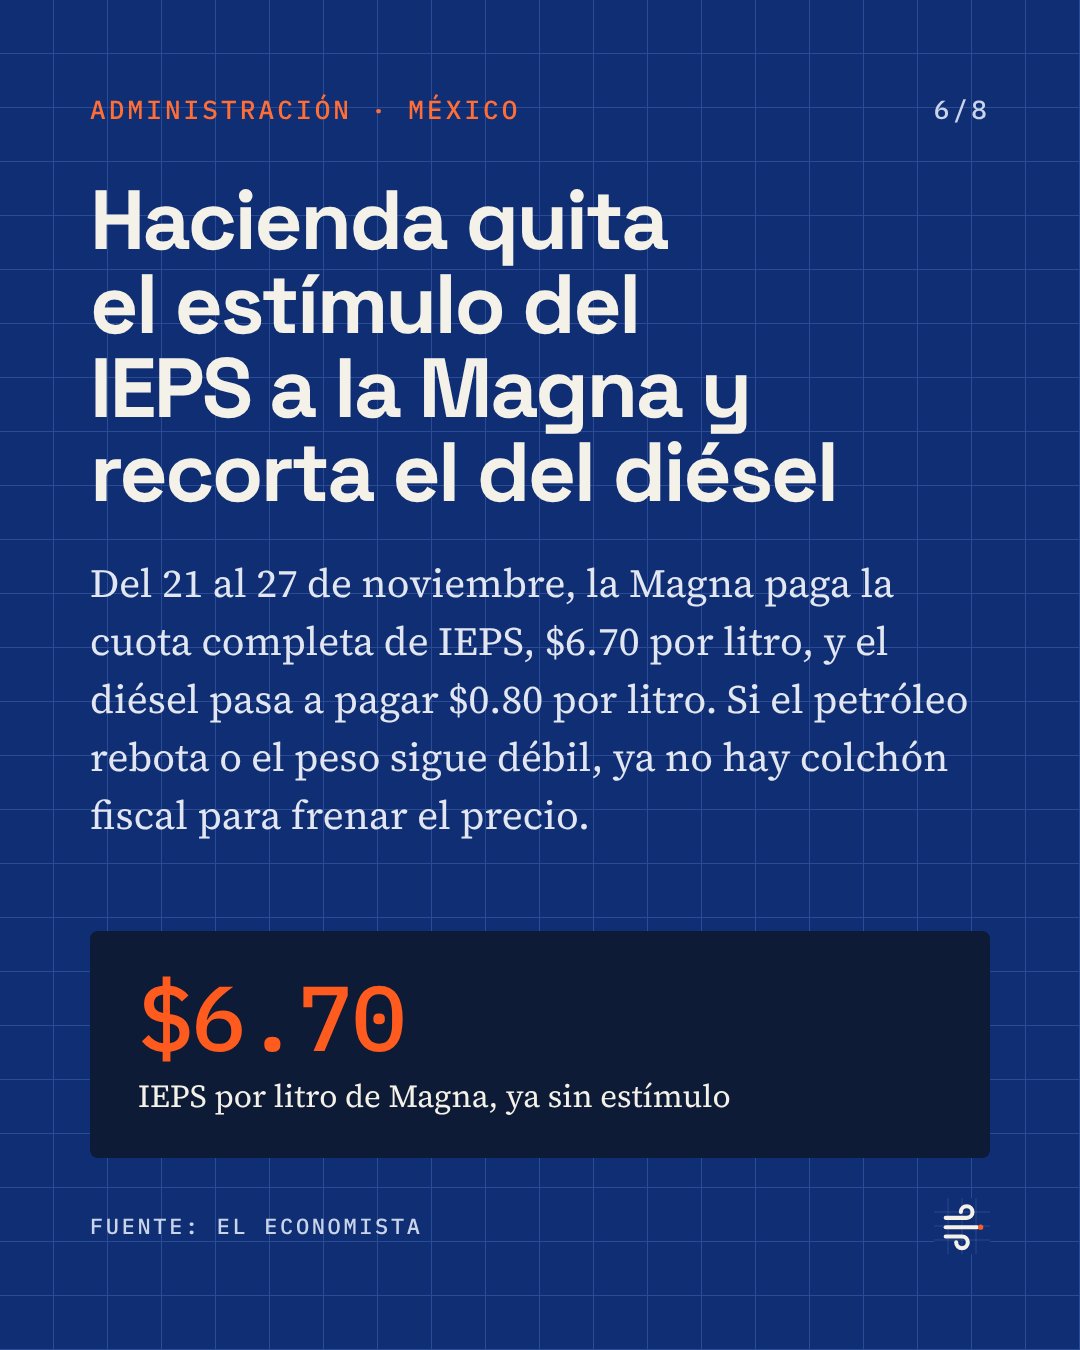 ADMINISTRACIÓN · MÉXICO
6/8
Hacienda quita
el estímulo del
IEPS a la Magna y
recorta el del diésel
Del 21 al 27 de noviembre, la Magna paga la
cuota completa de IEPS, $6.70 por litro, y el
diésel pasa a pagar $0.80 por litro. Si el petróleo
rebota o el peso sigue débil, ya no hay colchón
fiscal para frenar el precio.
$6.70
IEPS por litro de Magna, ya sin estímulo
FUENTE: EL ECONOMISTA